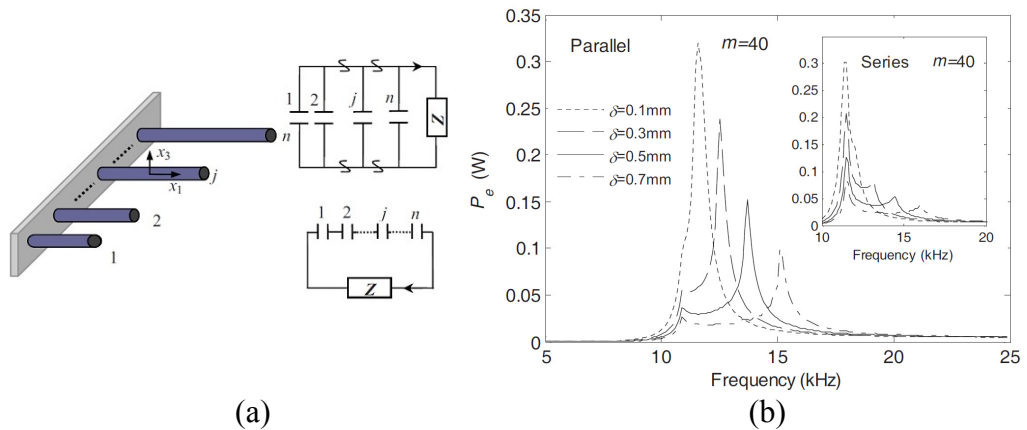 1
2
j
n
x3
x1
1 2 j n
Z
1 2 j n
Z
(a)
Pe (W)
0.35
0.3
0.25
0.2
0.15
0.1
0.05
0
5 10 15 20 25
Frequency (kHz)
Parallel m=40
δ=0.1mm
δ=0.3mm
δ=0.5mm
δ=0.7mm
Series m=40
0.3
0.25
0.2
0.15
0.1
0.05
0
10 15 20
Frequency (kHz)
(b)